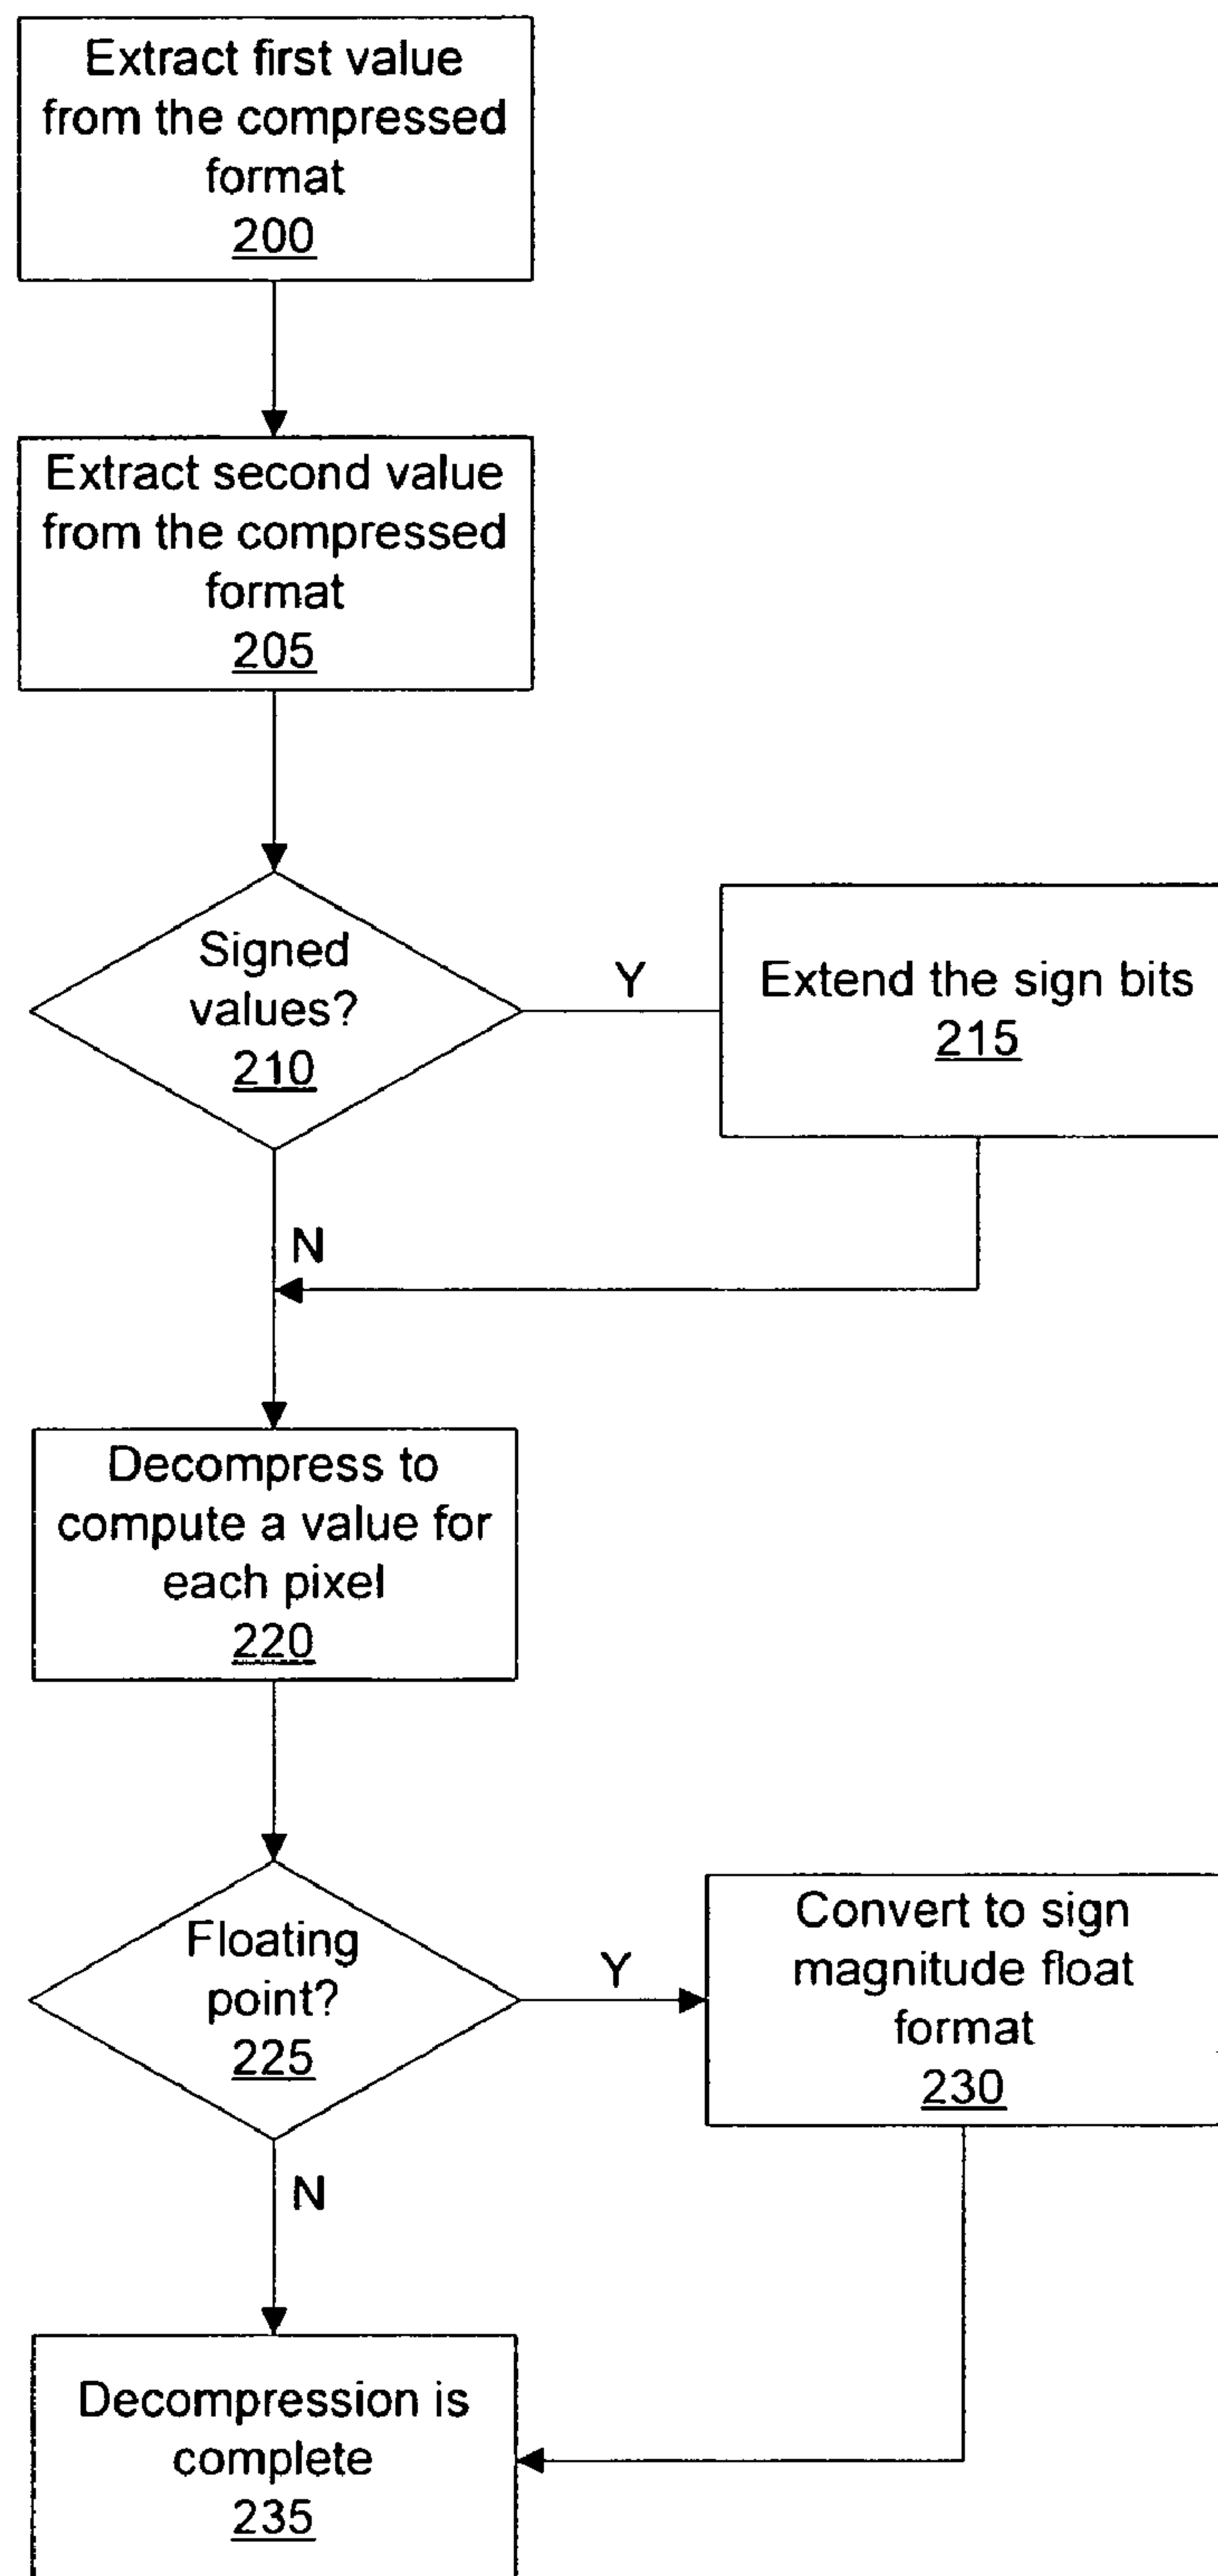 Extract first value
from the compressed
format
200
Extract second value
from the compressed
format
205
Signed
values?
210
Y
Extend the sign bits
215
N
Decompress to
compute a value for
each pixel
220
Floating
point?
225
Y
Convert to sign
magnitude float
format
230
N
Decompression is
complete
235